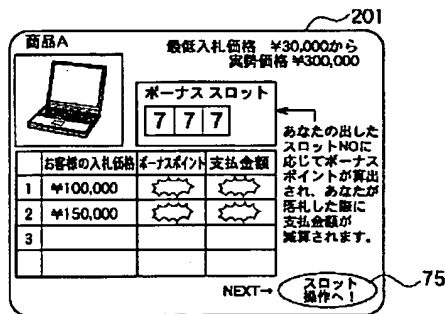 201
商品A
最低入札価格 ¥30,000から
実勢価格 ¥300,000
ボーナス スロット
7 7 7
あなたの出した
スロットNOに
応じてボーナス
ポイントが算出
され、あなたが
落札した際に
支払金額が
減算されます。
お客様の入札価格 ボーナスポイント 支払金額
1 ¥100,000
2 ¥150,000
3
NEXT→
スロット
操作へ！
75